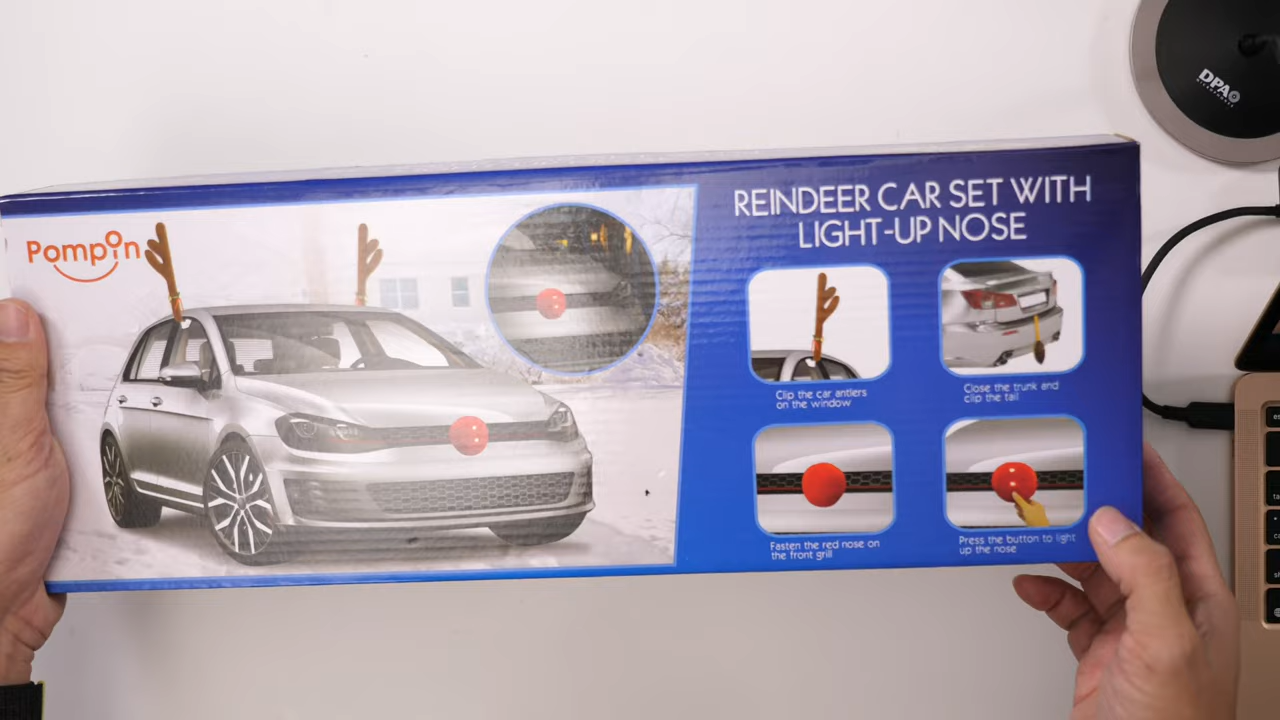 DPA
MICROPHONES
REINDEER CAR SET WITH
LIGHT-UP NOSE
Pompon
Clip the car antlers
on the window
Close the trunk and
clip the tail
Fasten the red nose on
the front grill
Press the button to light
up the nose